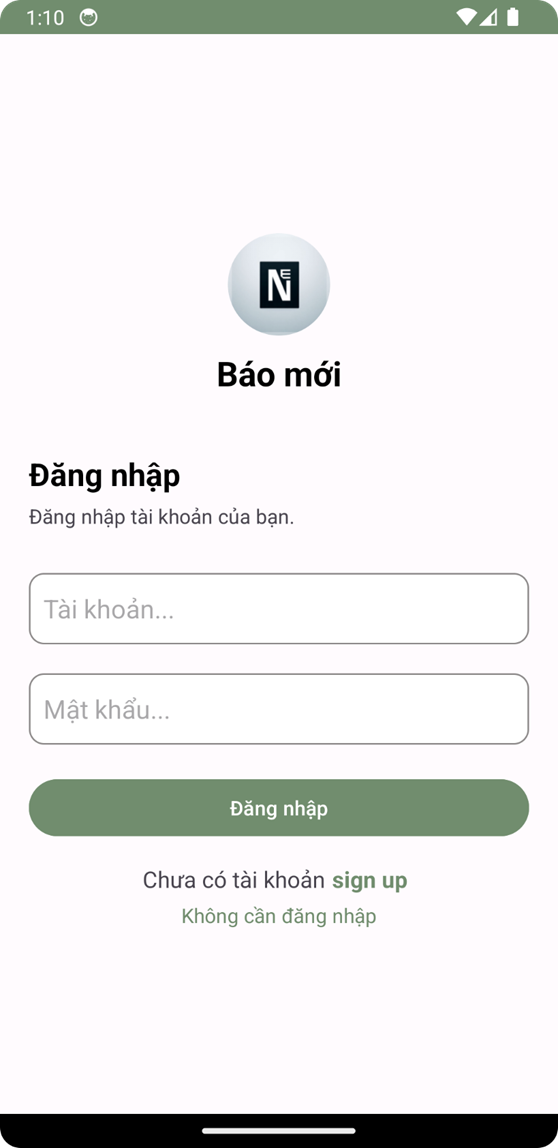 1:10
NEN
Báo mới
Đăng nhập
Đăng nhập tài khoản của bạn.
Tài khoản...
Mật khẩu...
Đăng nhập
Chưa có tài khoản sign up
Không cần đăng nhập